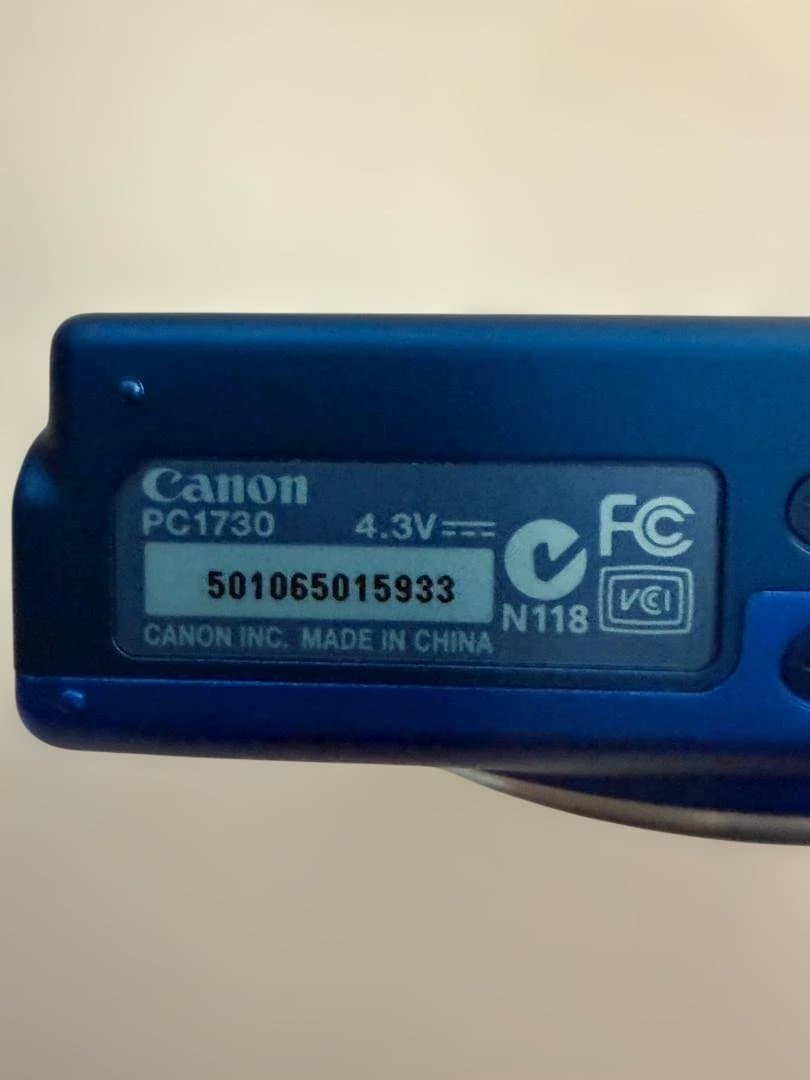 Canon
PC1730 4.3V
501065015933
CANON INC. MADE IN CHINA
N118
FC
VCI